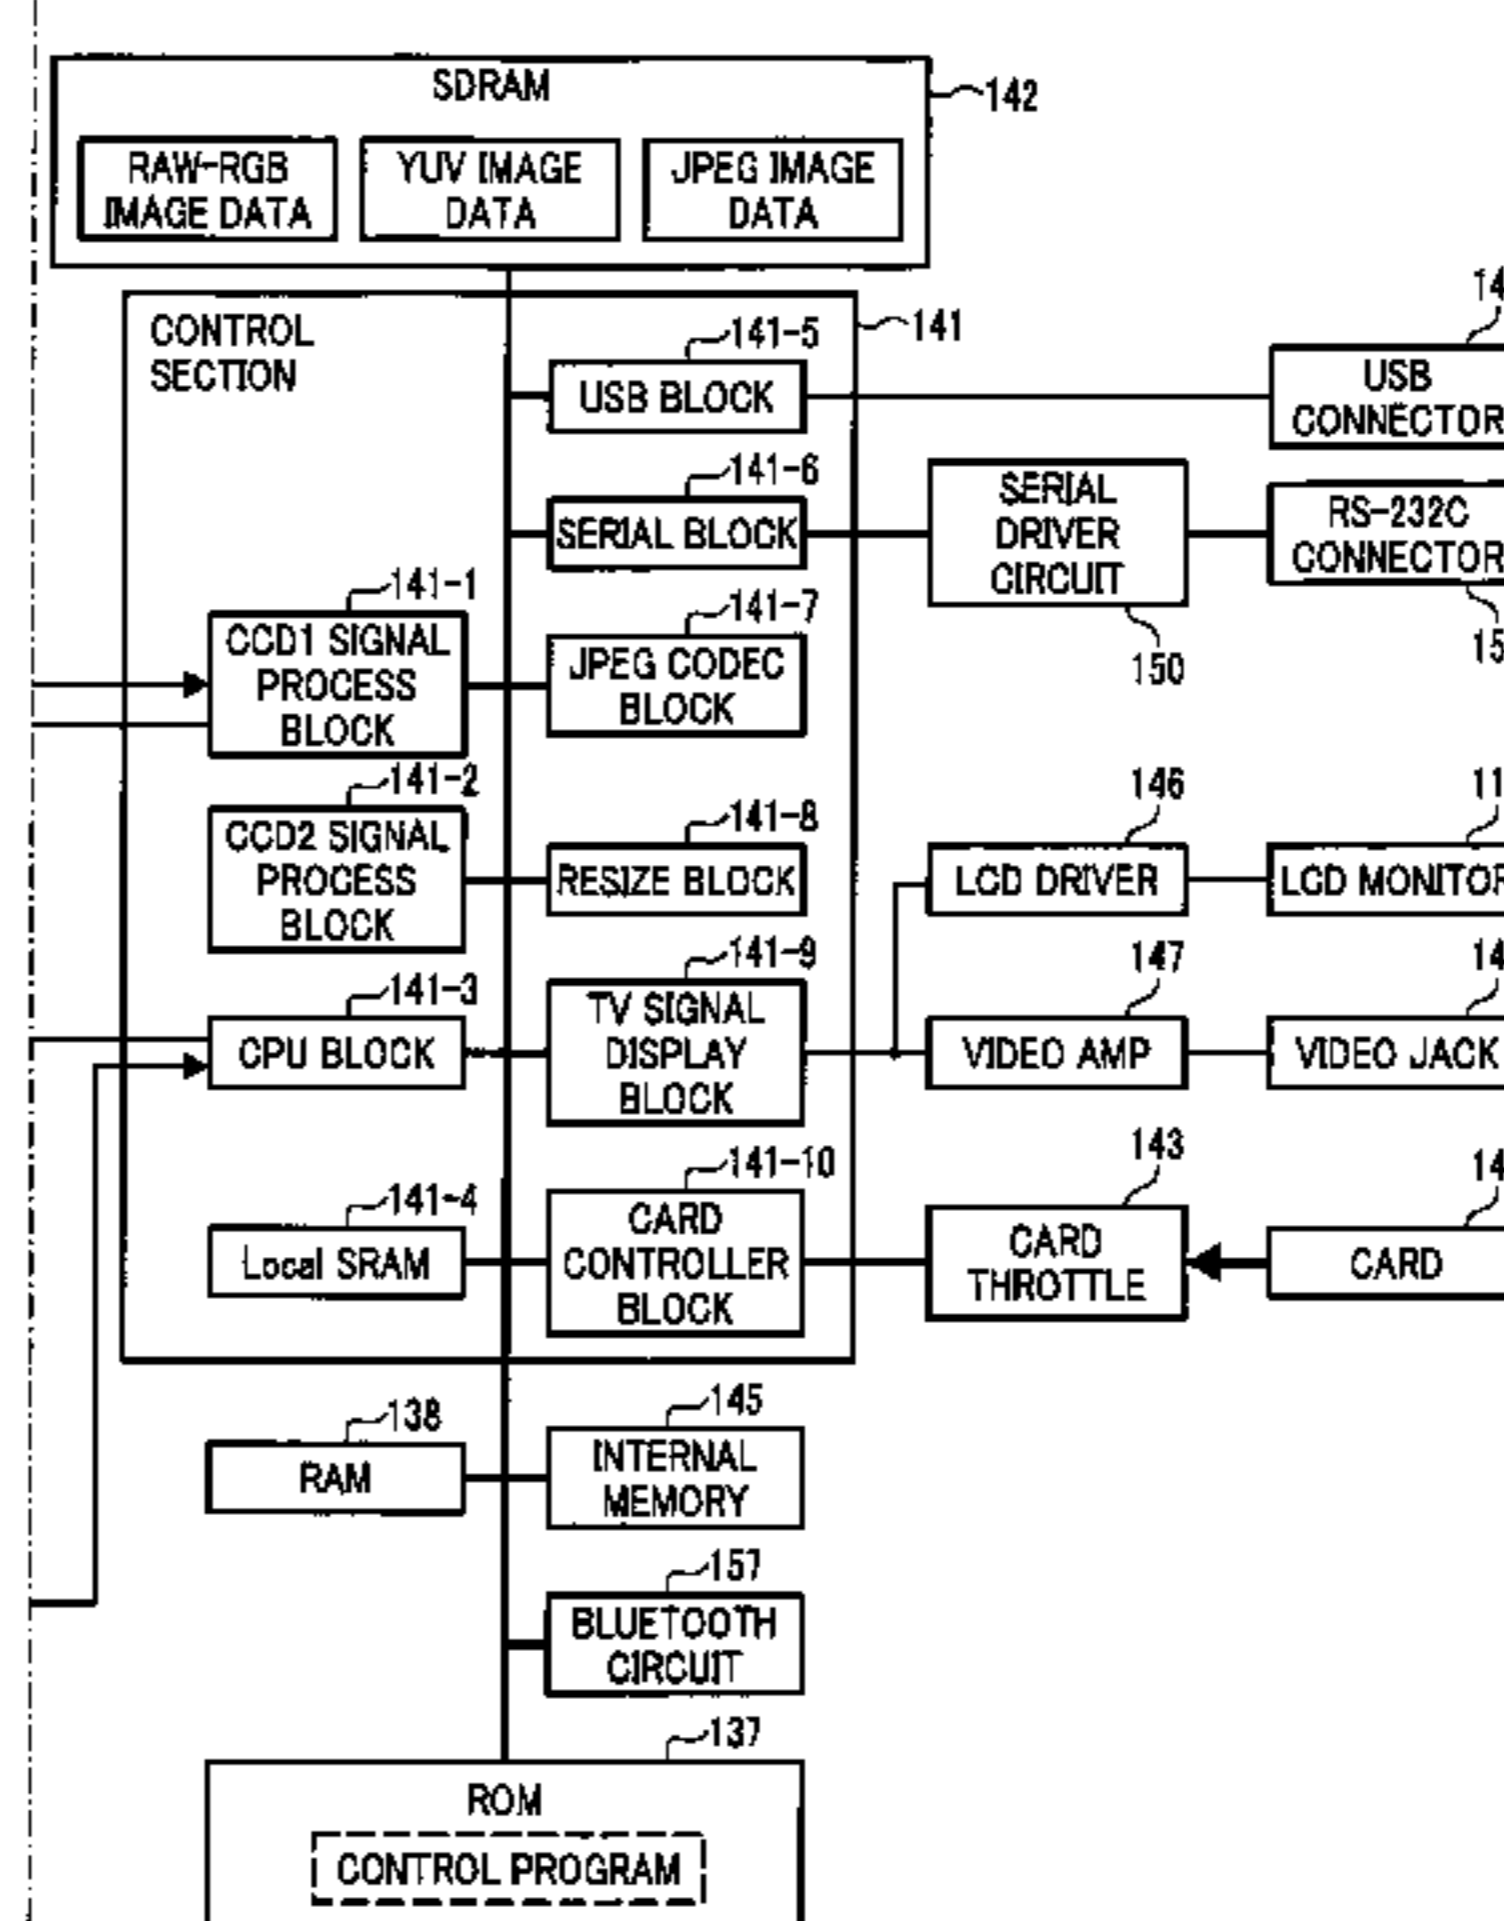 SDRAM
142
RAW-RGB
IMAGE DATA
YUV IMAGE
DATA
JPEG IMAGE
DATA
CONTROL
SECTION
141
141-5
USB BLOCK
14
USB
CONNECTOR
141-6
SERIAL BLOCK
SERIAL
DRIVER
CIRCUIT
150
RS-232C
CONNECTOR
15
141-1
CCD1 SIGNAL
PROCESS
BLOCK
141-7
JPEG CODEC
BLOCK
141-2
CCD2 SIGNAL
PROCESS
BLOCK
141-8
RESIZE BLOCK
146
LCD DRIVER
11
LCD MONITOR
141-3
CPU BLOCK
141-9
TV SIGNAL
DISPLAY
BLOCK
147
VIDEO AMP
14
VIDEO JACK
141-4
Local SRAM
141-10
CARD
CONTROLLER
BLOCK
143
CARD
THROTTLE
14
CARD
138
RAM
145
INTERNAL
MEMORY
157
BLUETOOTH
CIRCUIT
137
ROM
CONTROL PROGRAM